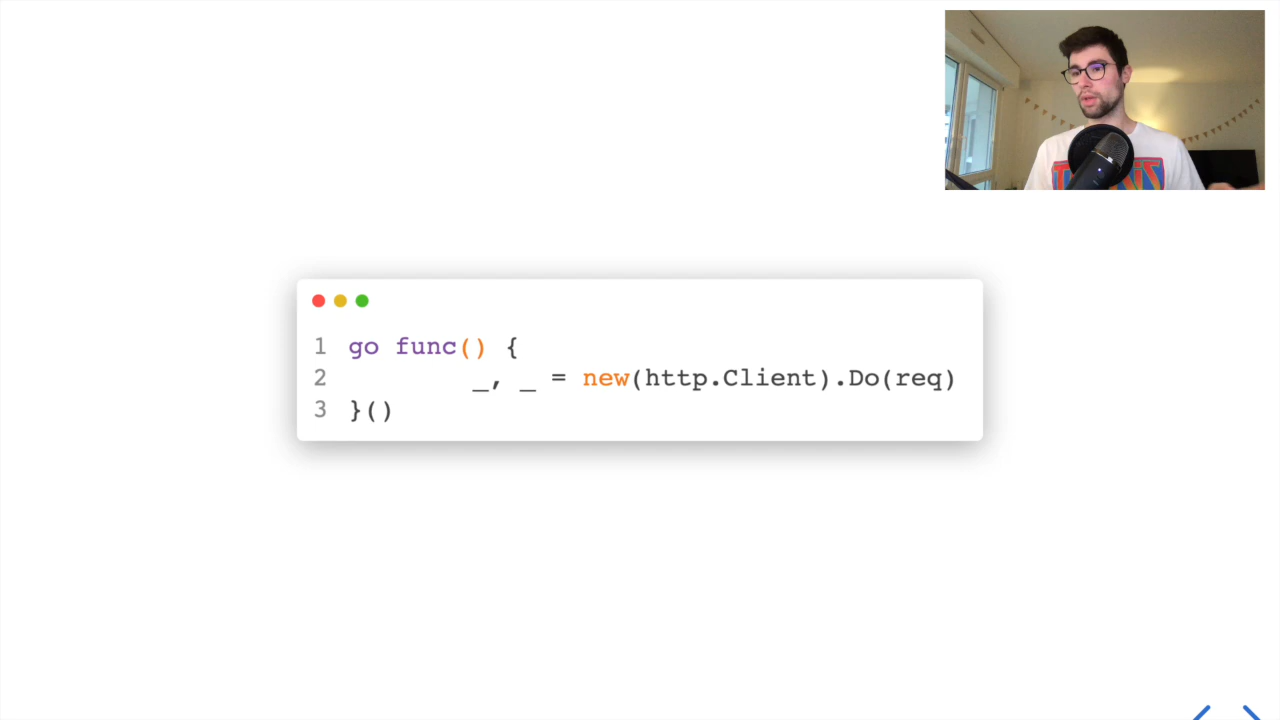 1 go func() {
2 _, _ = new(http.Client).Do(req)
3 }()